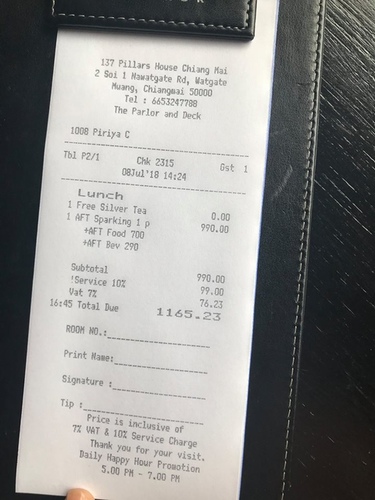 137 Pillars House Chiang Mai
2 Soi 1 Nawatgate Rd, Watgate
Muang, Chiangmai 50000
Tel : 6653247788
The Parlor and Deck
1008 Piriya C
Tbl P2/1 Chk 2315 Gst 1
08Jul'18 14:24
Lunch
1 Free Silver Tea 0.00
1 AFT Sparking 1 p 990.00
+AFT Food 700
+AFT Bev 290
Subtotal 990.00
!Service 10% 99.00
Vat 7% 76.23
16:45 Total Due 1165.23
ROOM NO.:
Print Name:
Signature :
Tip :
Price is inclusive of
7% VAT & 10% Service Charge
Thank you for your visit.
Daily Happy Hour Promotion
5.00 PM - 7.00 PM